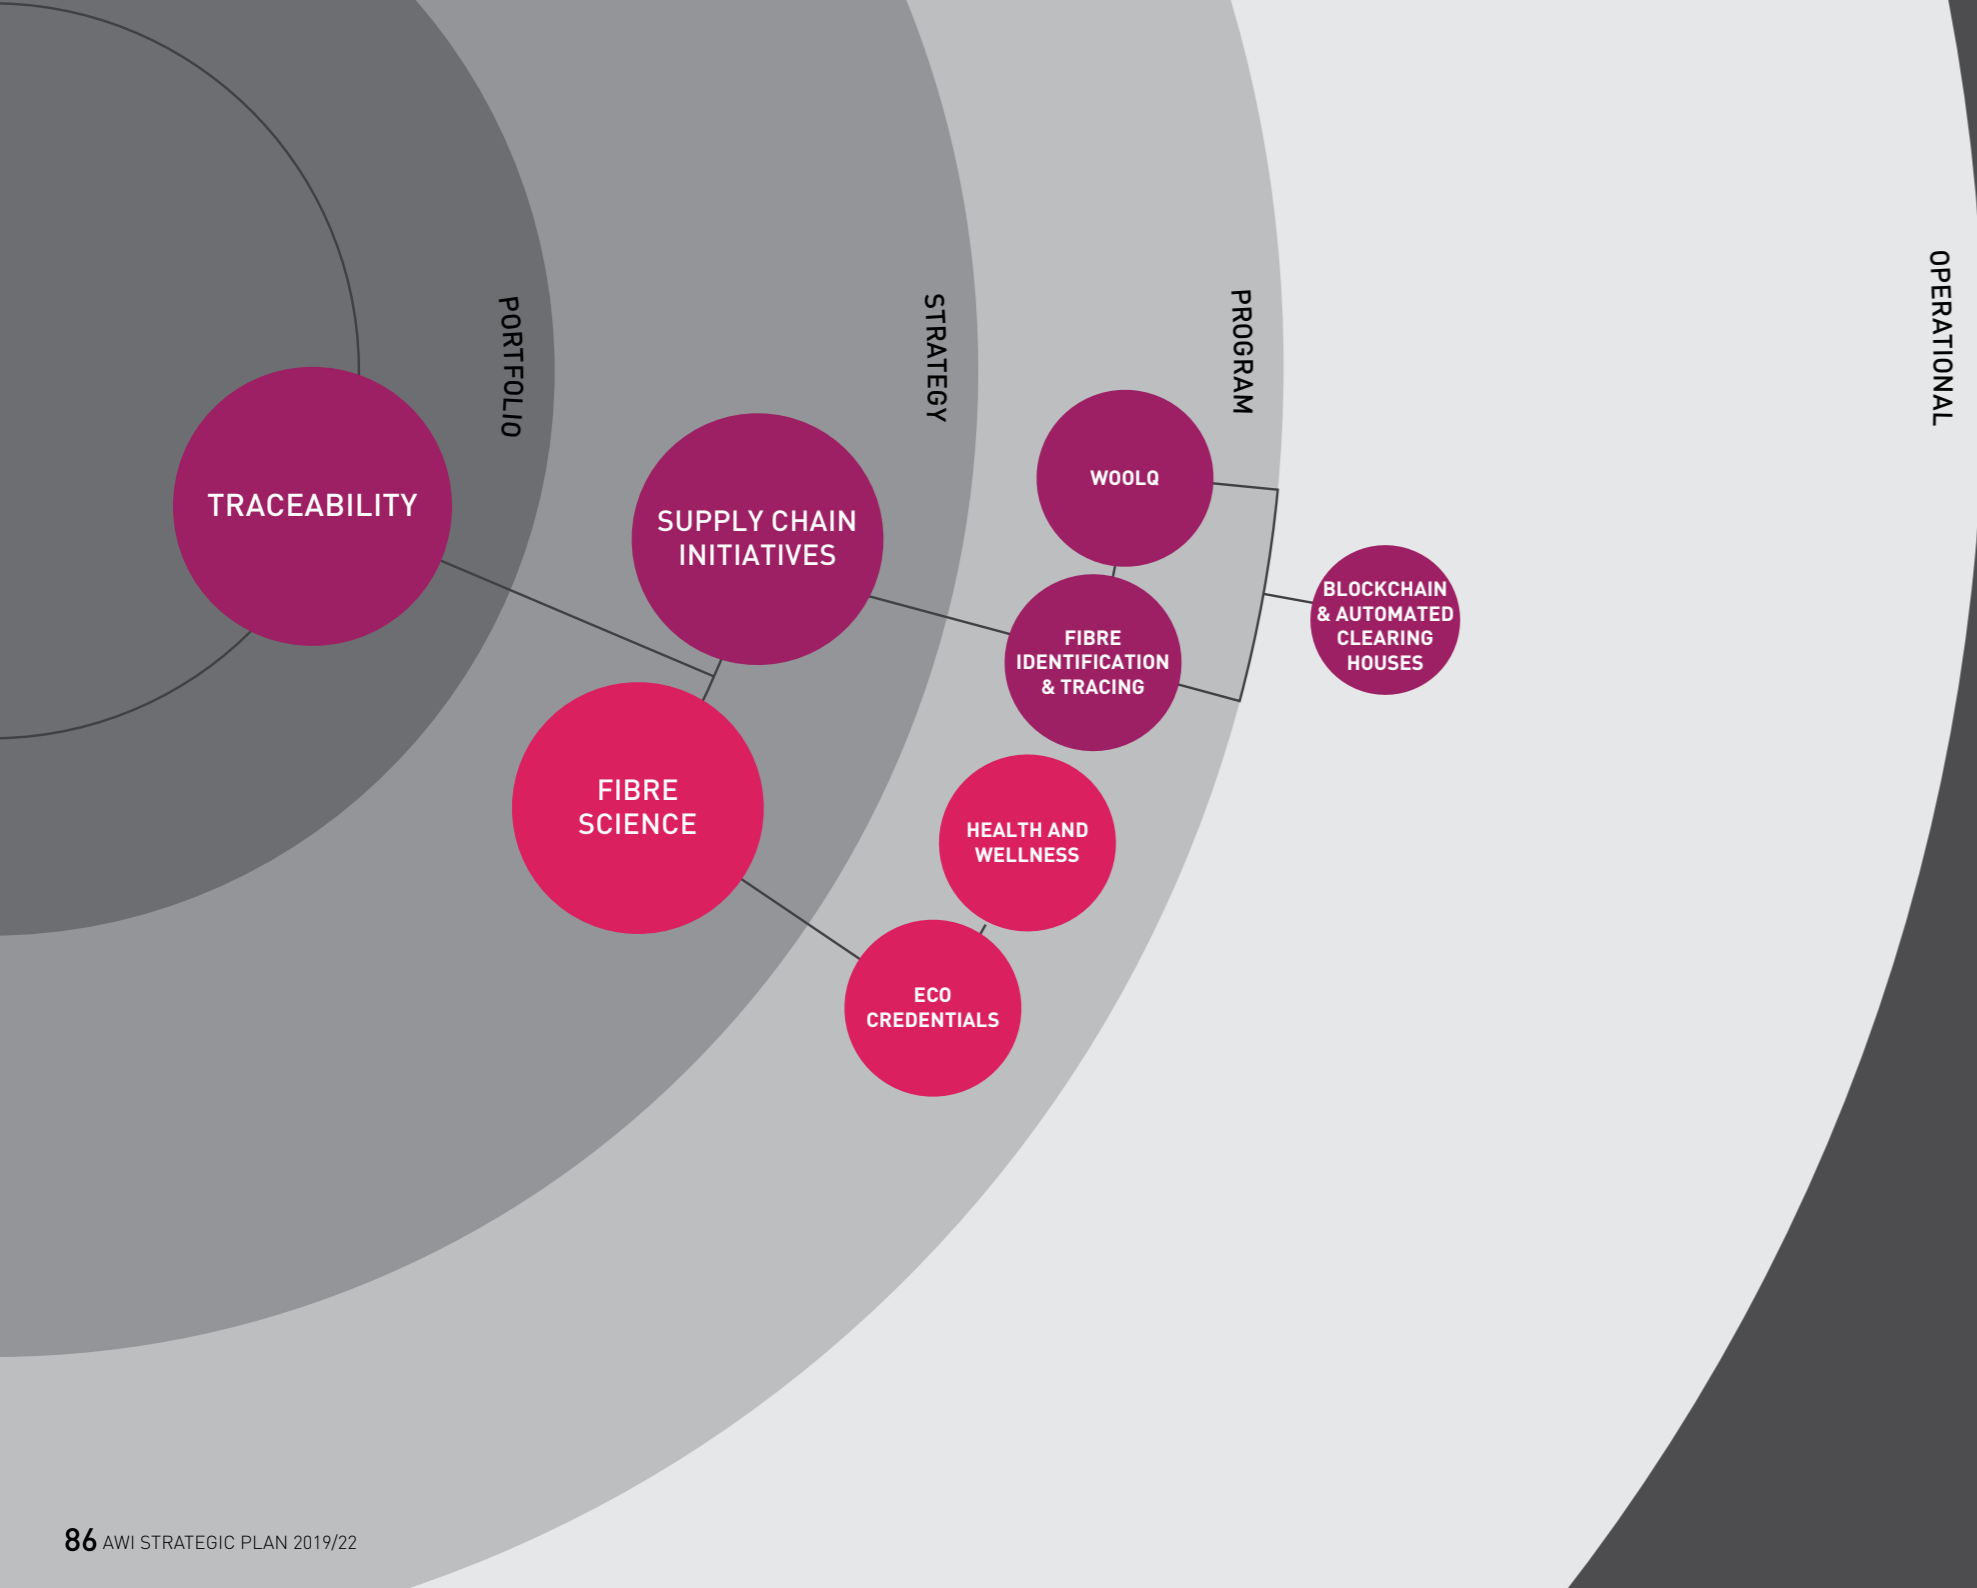 PORTFOLIO
STRATEGY
PROGRAM
OPERATIONAL
TRACEABILITY
SUPPLY CHAIN
INITIATIVES
WOOLQ
FIBRE
IDENTIFICATION
& TRACING
BLOCKCHAIN
& AUTOMATED
CLEARING
HOUSES
FIBRE
SCIENCE
HEALTH AND
WELLNESS
ECO
CREDENTIALS
86 AWI STRATEGIC PLAN 2019/22